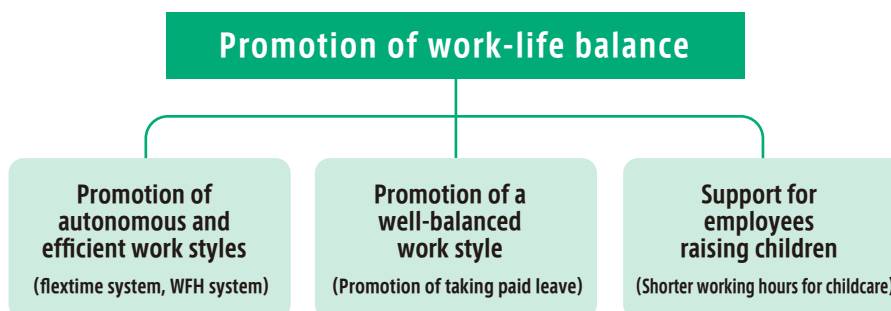 Promotion of work-life balance
Promotion of
autonomous and
efficient work styles
(flextime system, WFH system)
Promotion of a
well-balanced
work style
(Promotion of taking paid leave)
Support for
employees
raising children
(Shorter working hours for childcare)